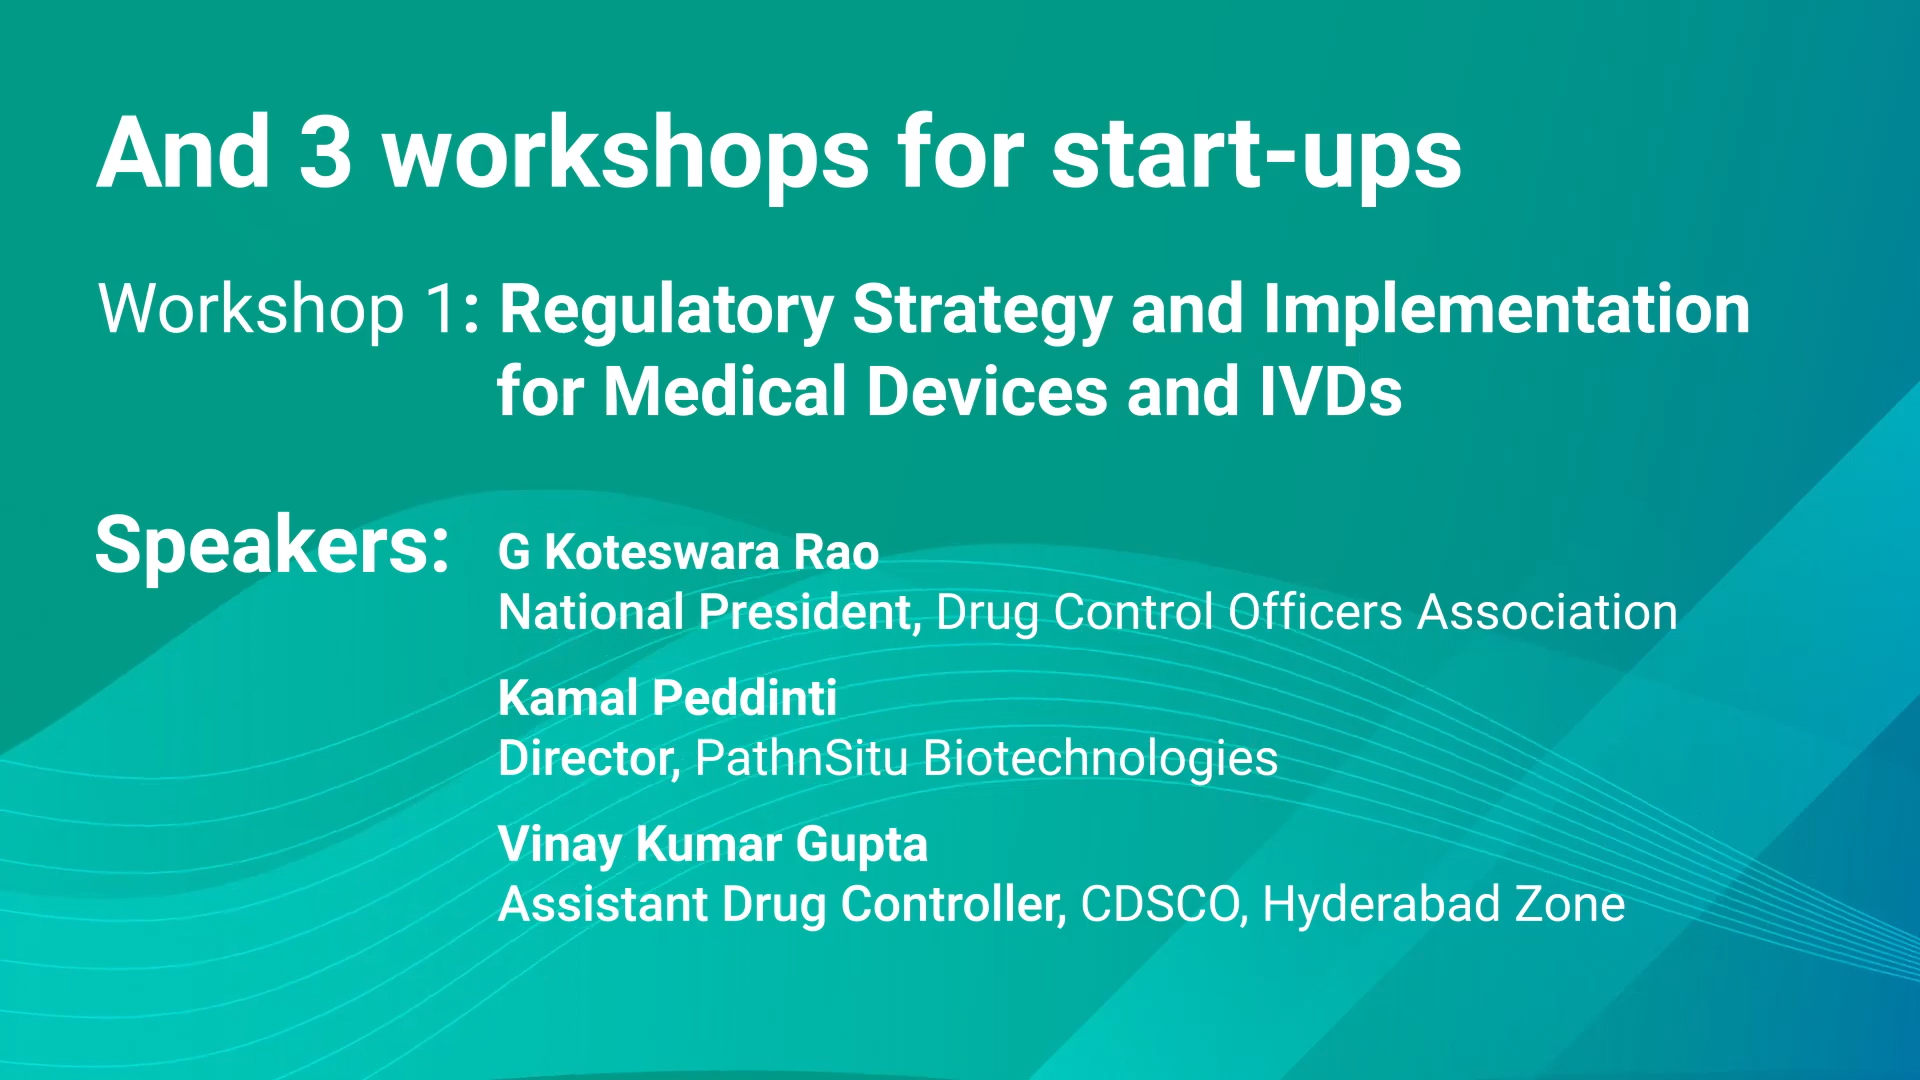 And 3 workshops for start-ups
Workshop 1: Regulatory Strategy and Implementation
for Medical Devices and IVDs
Speakers:
G Koteswara Rao
National President, Drug Control Officers Association
Kamal Peddinti
Director, PathnSitu Biotechnologies
Vinay Kumar Gupta
Assistant Drug Controller, CDSCO, Hyderabad Zone